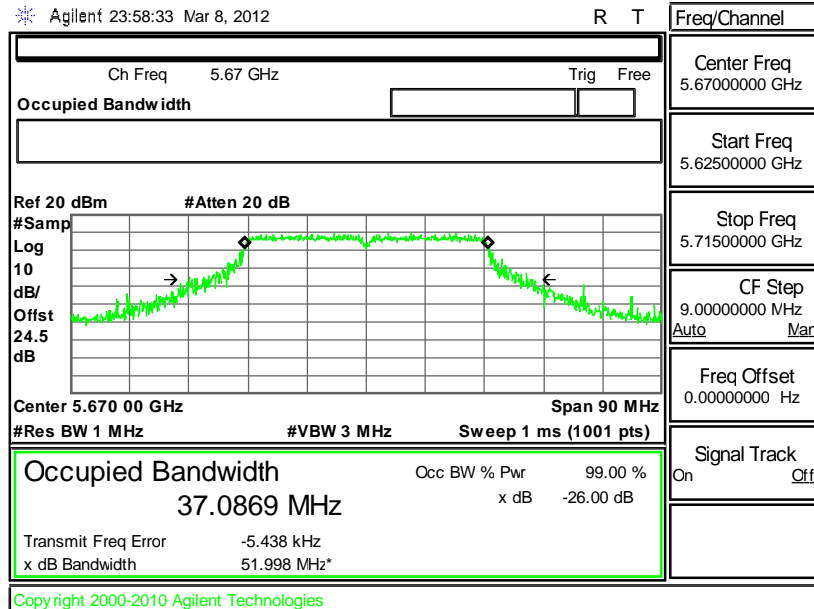 Agilent 23:58:33 Mar 8, 2012 R T
Freq/Channel
Ch Freq 5.67 GHz Trig Free
Occupied Bandwidth
Center Freq
5.67000000 GHz
Start Freq
5.62500000 GHz
Stop Freq
5.71500000 GHz
CF Step
9.00000000 MHz
Auto Man
Freq Offset
0.00000000 Hz
Signal Track
On Off
Ref 20 dBm #Atten 20 dB
#Samp
Log
10
dB/
Offst
24.5
dB
Center 5.670 00 GHz Span 90 MHz
#Res BW 1 MHz #VBW 3 MHz Sweep 1 ms (1001 pts)
Occupied Bandwidth
37.0869 MHz
Occ BW % Pwr 99.00 %
x dB -26.00 dB
Transmit Freq Error -5.438 kHz
x dB Bandwidth 51.998 MHz*
Copyright 2000-2010 Agilent Technologies